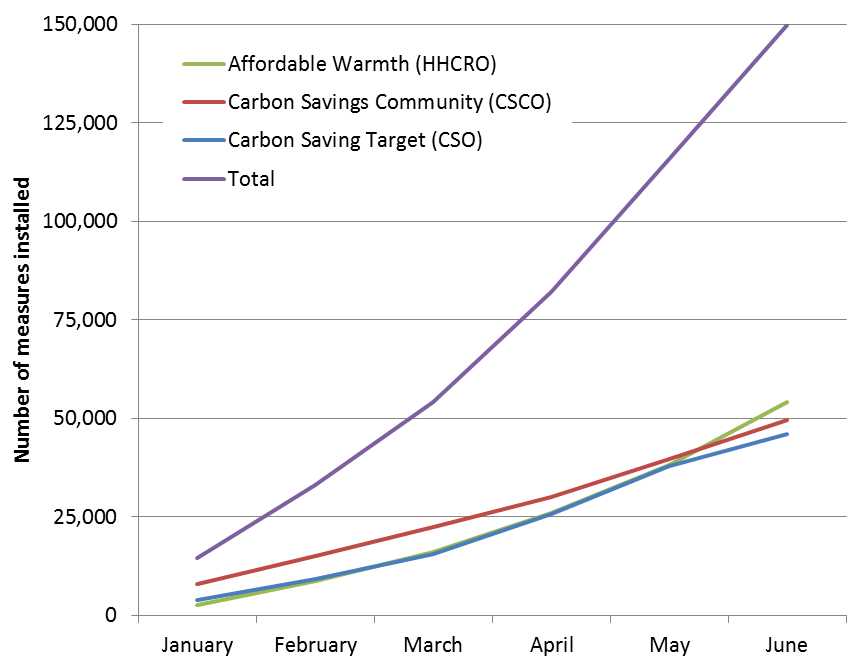 150,000
Affordable Warmth (HHCRO)
Carbon Savings Community (CSCO)
125,000
Carbon Saving Target (CSO)
Total
100,000
75,000
50,000
25,000
0
Number of measures installed
January February March April May June